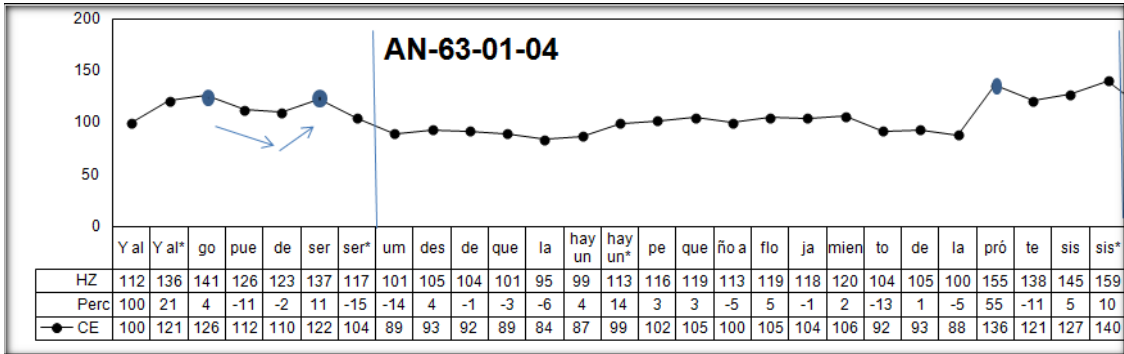 200
AN-63-01-04
150
100
50
0
Y al Y al* go pue de ser ser* um des de que la hay un hay un* pe que ño a flo ja mien to de la pró te sis sis*
HZ 112 136 141 126 123 137 117 101 105 104 101 95 99 113 116 119 113 119 118 120 104 105 100 155 138 145 159
Perc 100 21 4 -11 -2 11 -15 -14 4 -1 -3 -6 4 14 3 3 -5 5 -1 2 -13 1 -5 55 -11 5 10
CE 100 121 126 112 110 122 104 89 93 92 89 84 87 99 102 105 100 105 104 106 92 93 88 136 121 127 140